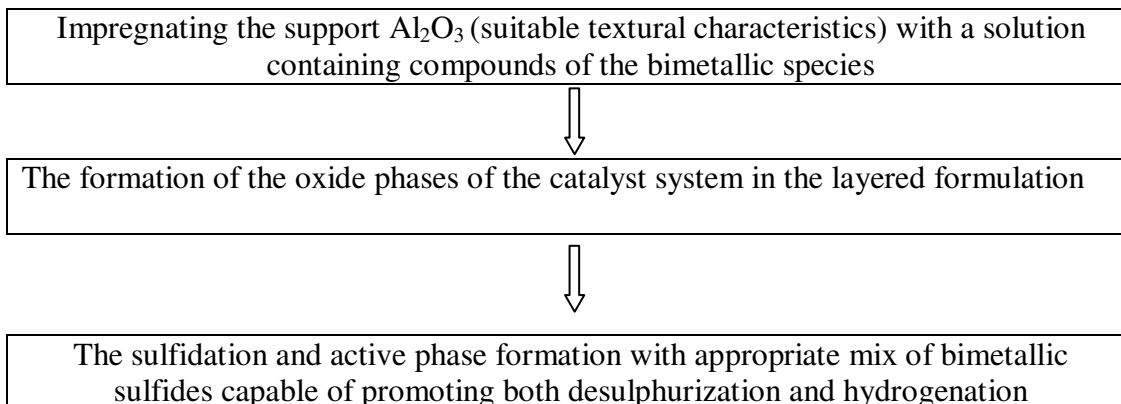 Impregnating the support Al₂O₃ (suitable textural characteristics) with a solution
containing compounds of the bimetallic species
The formation of the oxide phases of the catalyst system in the layered formulation
The sulfidation and active phase formation with appropriate mix of bimetallic
sulfides capable of promoting both desulphurization and hydrogenation